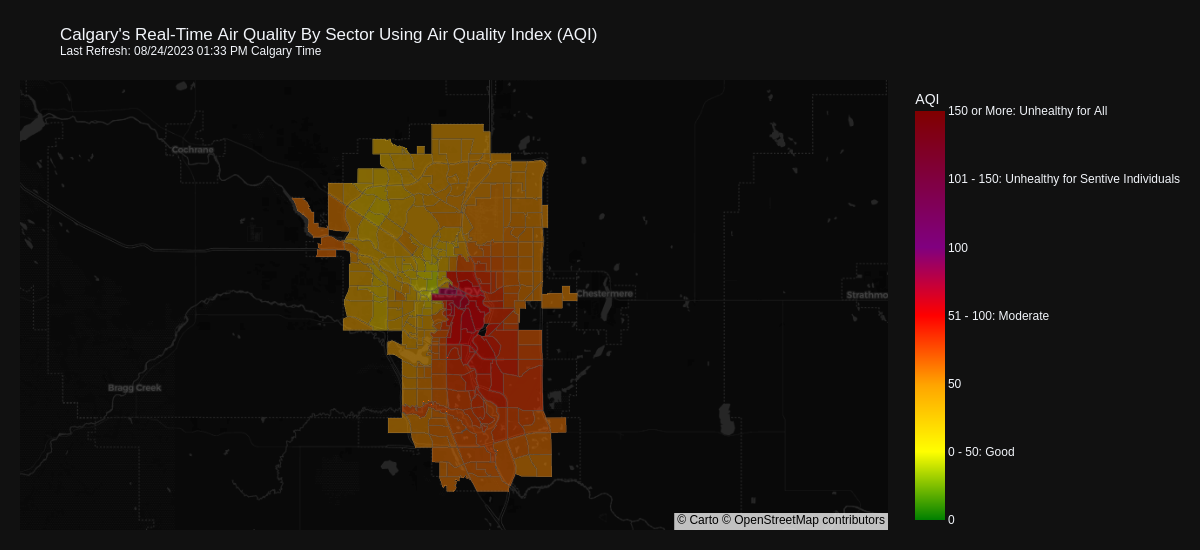 Calgary's Real-Time Air Quality By Sector Using Air Quality Index (AQI)
Last Refresh: 08/24/2023 01:33 PM Calgary Time
AQI
150 or More: Unhealthy for All
Cochrane
101 - 150: Unhealthy for Sentive Individuals
100
Chestermere
Strathmo
51 - 100: Moderate
50
Bragg Creek
0 - 50: Good
0
© Carto © OpenStreetMap contributors